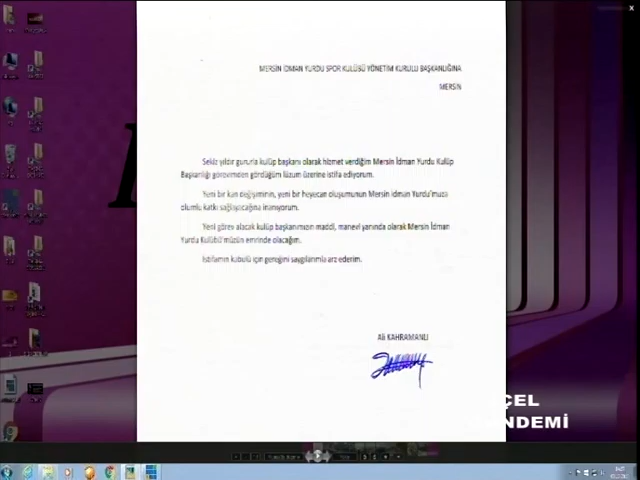 MERSİN İDMAN YURDU SPOR KULÜBÜ YÖNETİM KURULU BAŞKANLIĞINA
MERSİN
Sekiz yıldır gururla kulüp başkanı olarak hizmet verdiğim Mersin İdman Yurdu Kulüp
Başkanlığı görevimden gördüğüm lüzum üzerine istifa ediyorum.
Yeni bir kan değişiminin, yeni bir heyecan oluşumunun Mersin İdman Yurdu'muza
olumlu katkı sağlayacağına inanıyorum.
Yeni görev alacak kulüp başkanımızın maddi, manevi yanında olarak Mersin İdman
Yurdu Kulübü'müzün emrinde olacağım.
İstifamın kabulü için gereğini saygılarımla arz ederim.
Ali KAHRAMANLI
ÇEL
NDEMİ